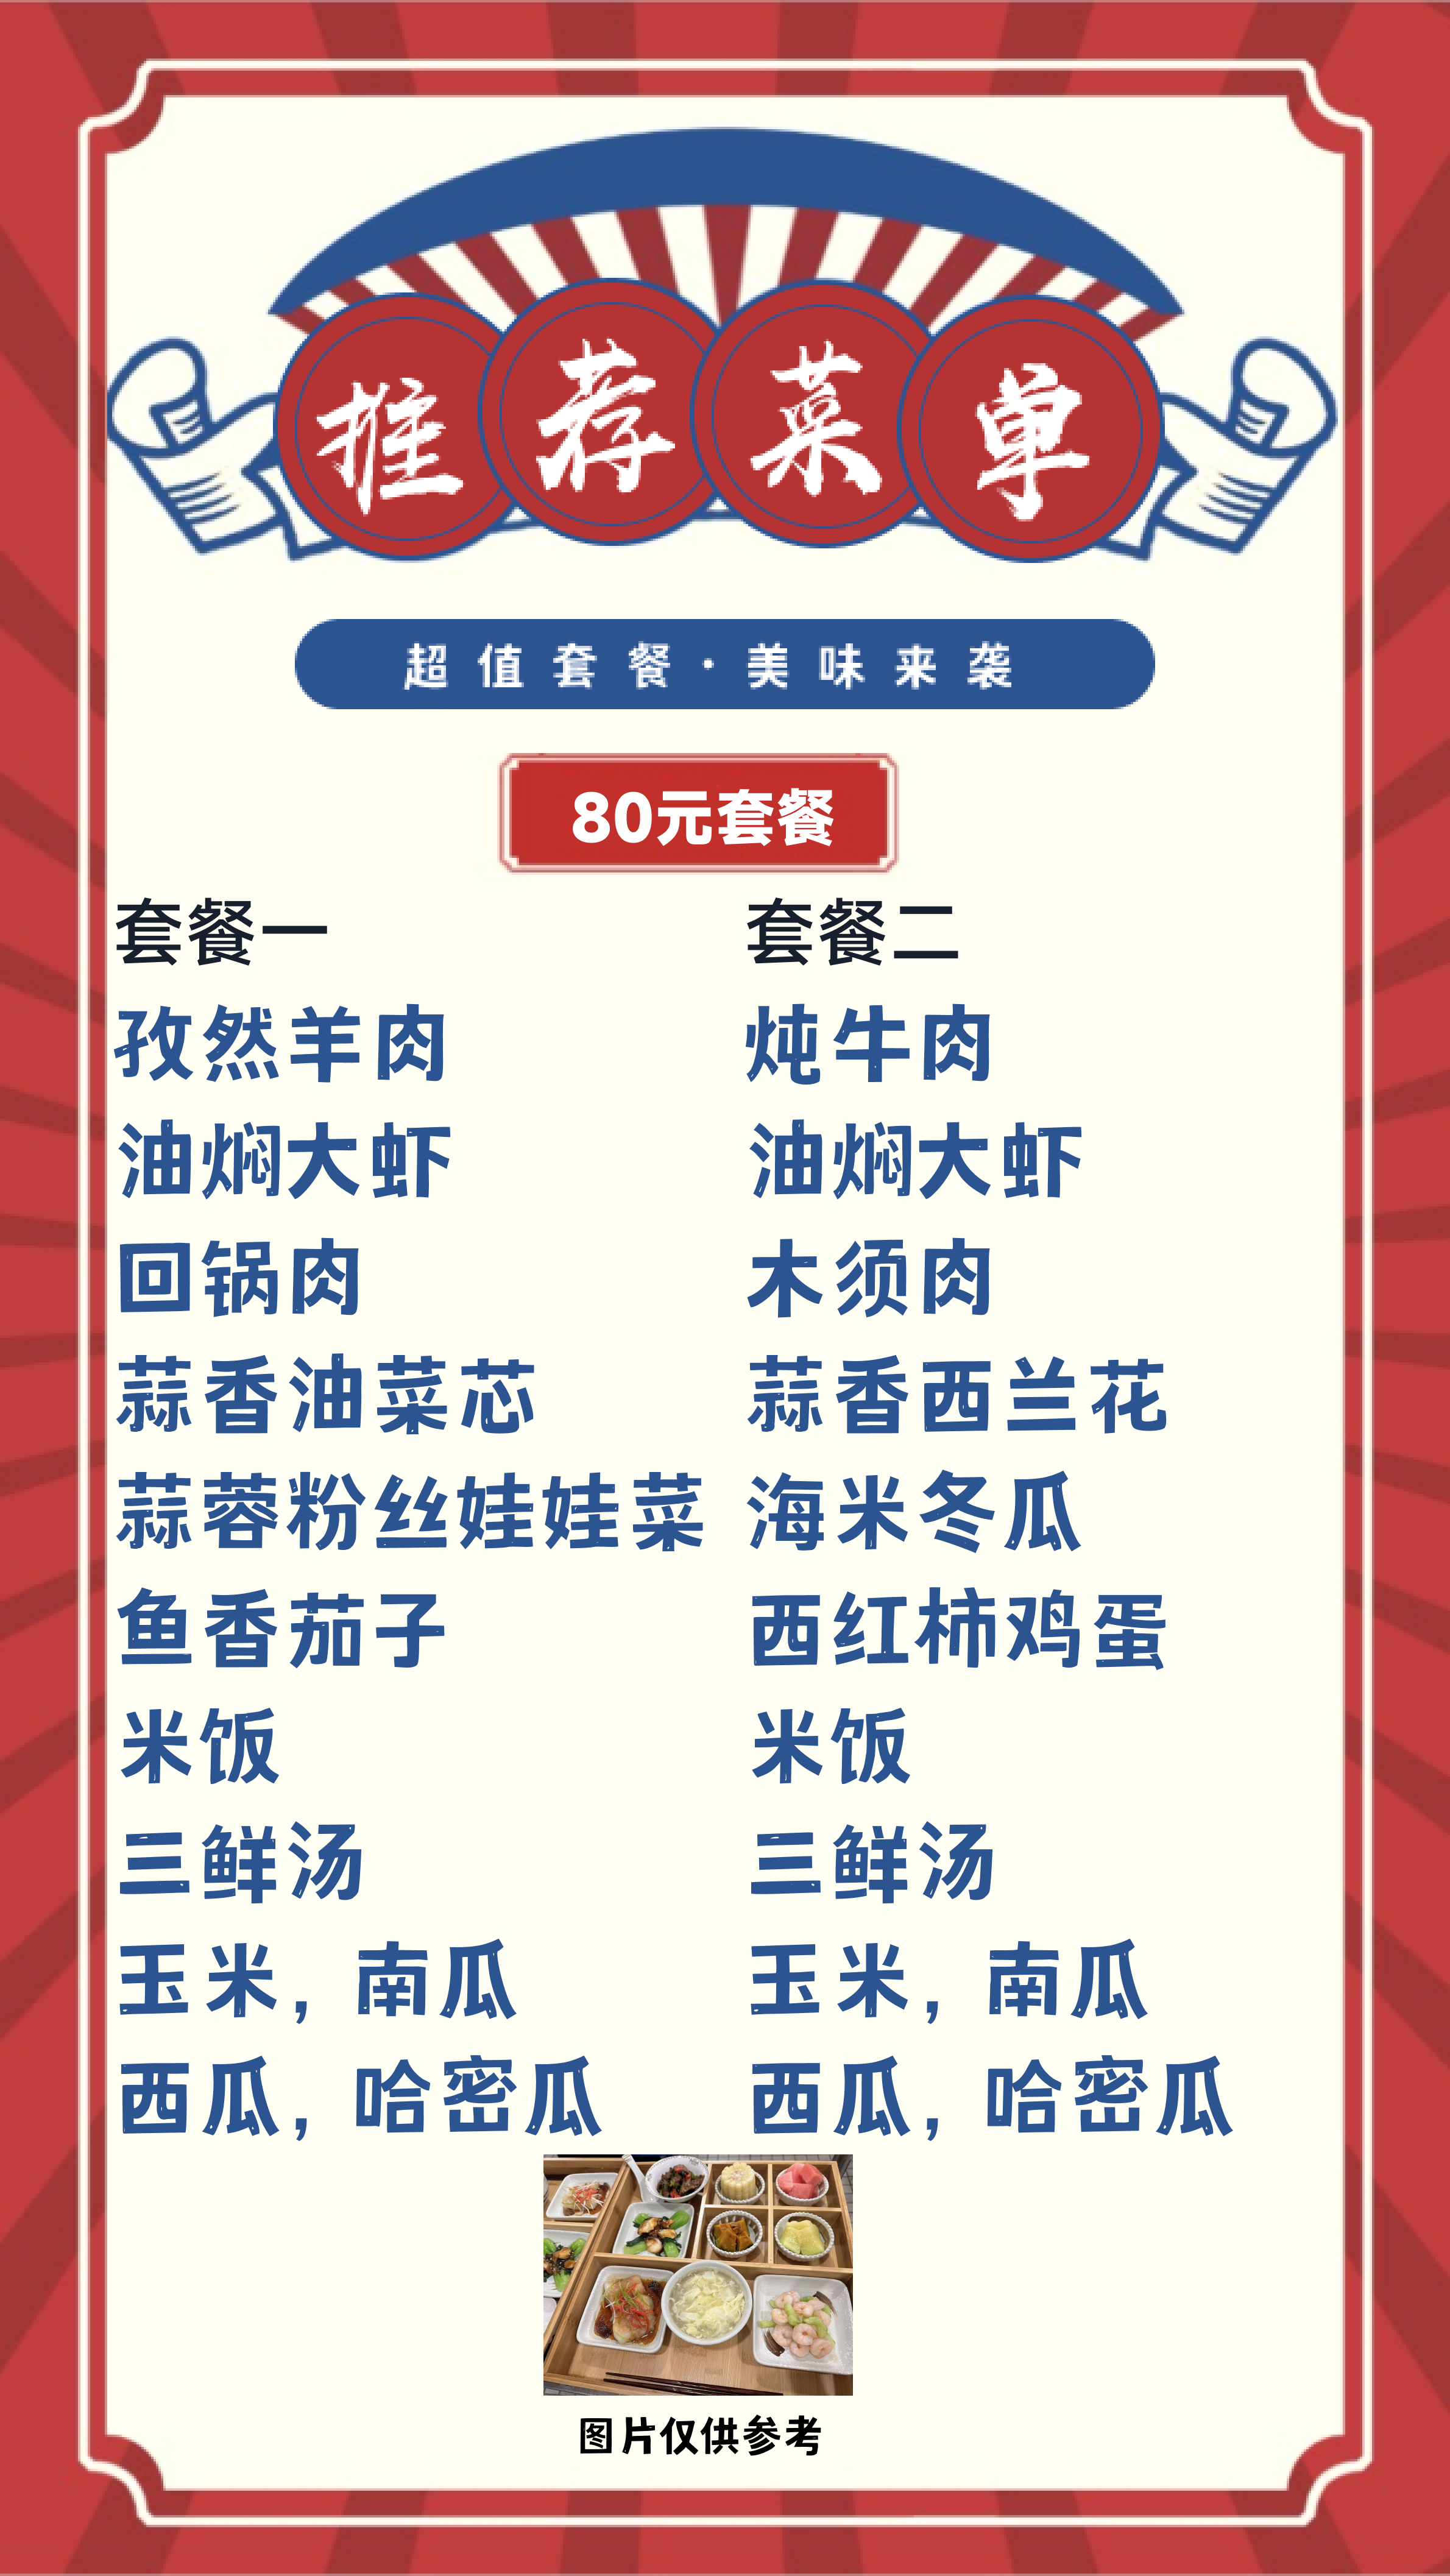 推荐菜单
超值套餐·美味来袭
80元套餐
套餐一
孜然羊肉
油焖大虾
回锅肉
蒜香油菜芯
蒜蓉粉丝娃娃菜
鱼香茄子
米饭
三鲜汤
玉米, 南瓜
西瓜, 哈密瓜
套餐二
炖牛肉
油焖大虾
木须肉
蒜香西兰花
海米冬瓜
西红柿鸡蛋
米饭
三鲜汤
玉米, 南瓜
西瓜, 哈密瓜
图片仅供参考